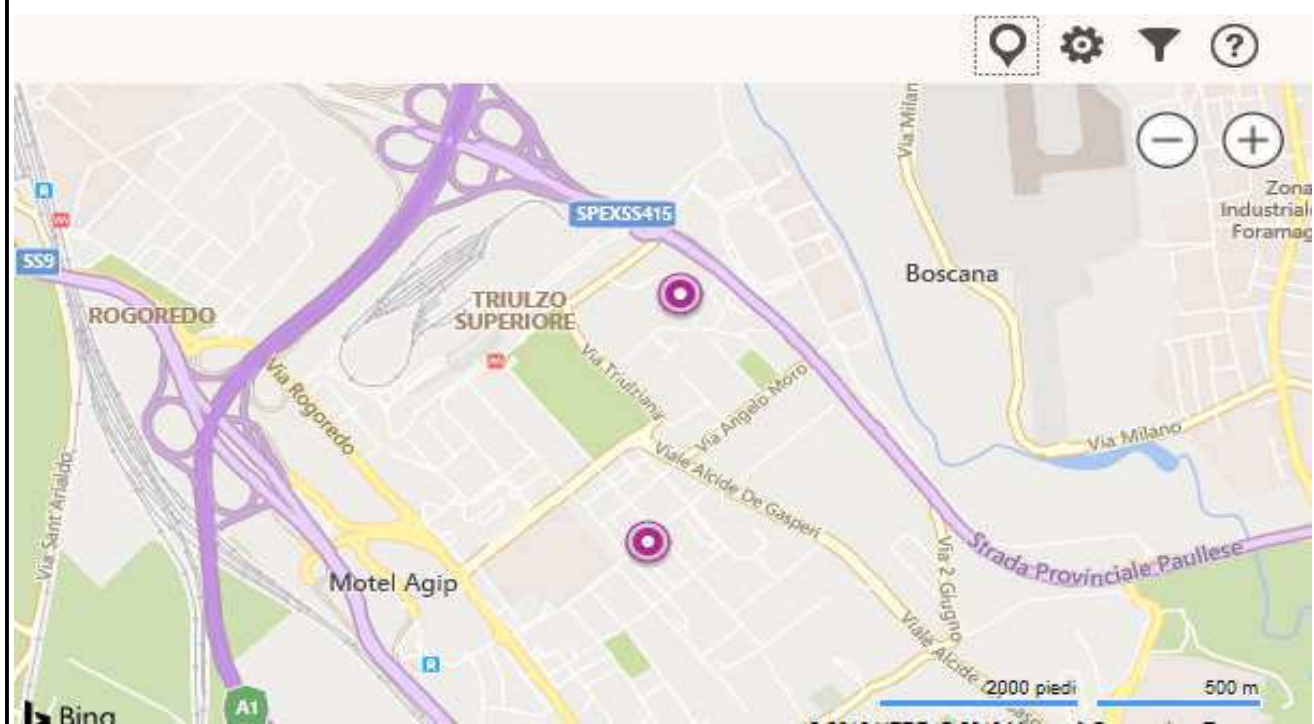 ?
Via Milan
Zona
Industriale
Foramag
SPEXSS415
SS9
Boscana
TRIULZO
SUPERIORE
ROGOREDO
Via Rogoredo
Via Triulziana
Via Angelo Moro
Via Milano
Viale Alcide De Gasperi
Via Sant'Arialdo
Strada Provinciale Paullese
Via 2 Giugno
Motel Agip
Viale Alcide
2000 piedi
500 m
A1
Bing